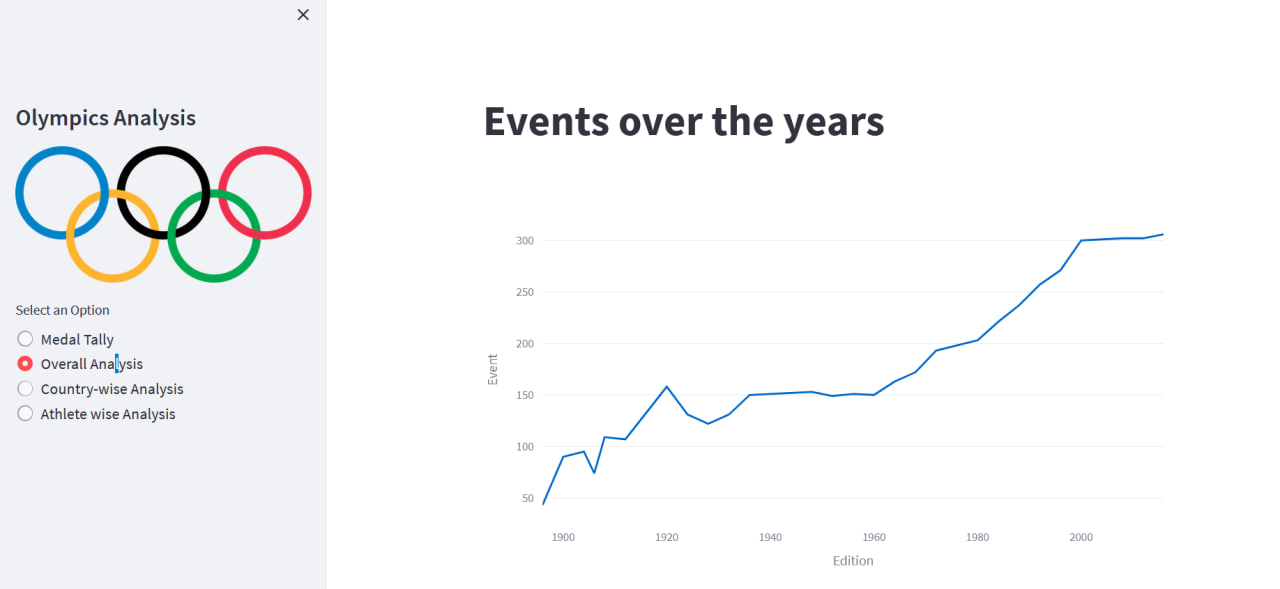 Olympics Analysis
Select an Option
Medal Tally
Overall Analysis
Country-wise Analysis
Athlete wise Analysis
Events over the years
300
250
200
150
100
50
Event
1900 1920 1940 1960 1980 2000
Edition